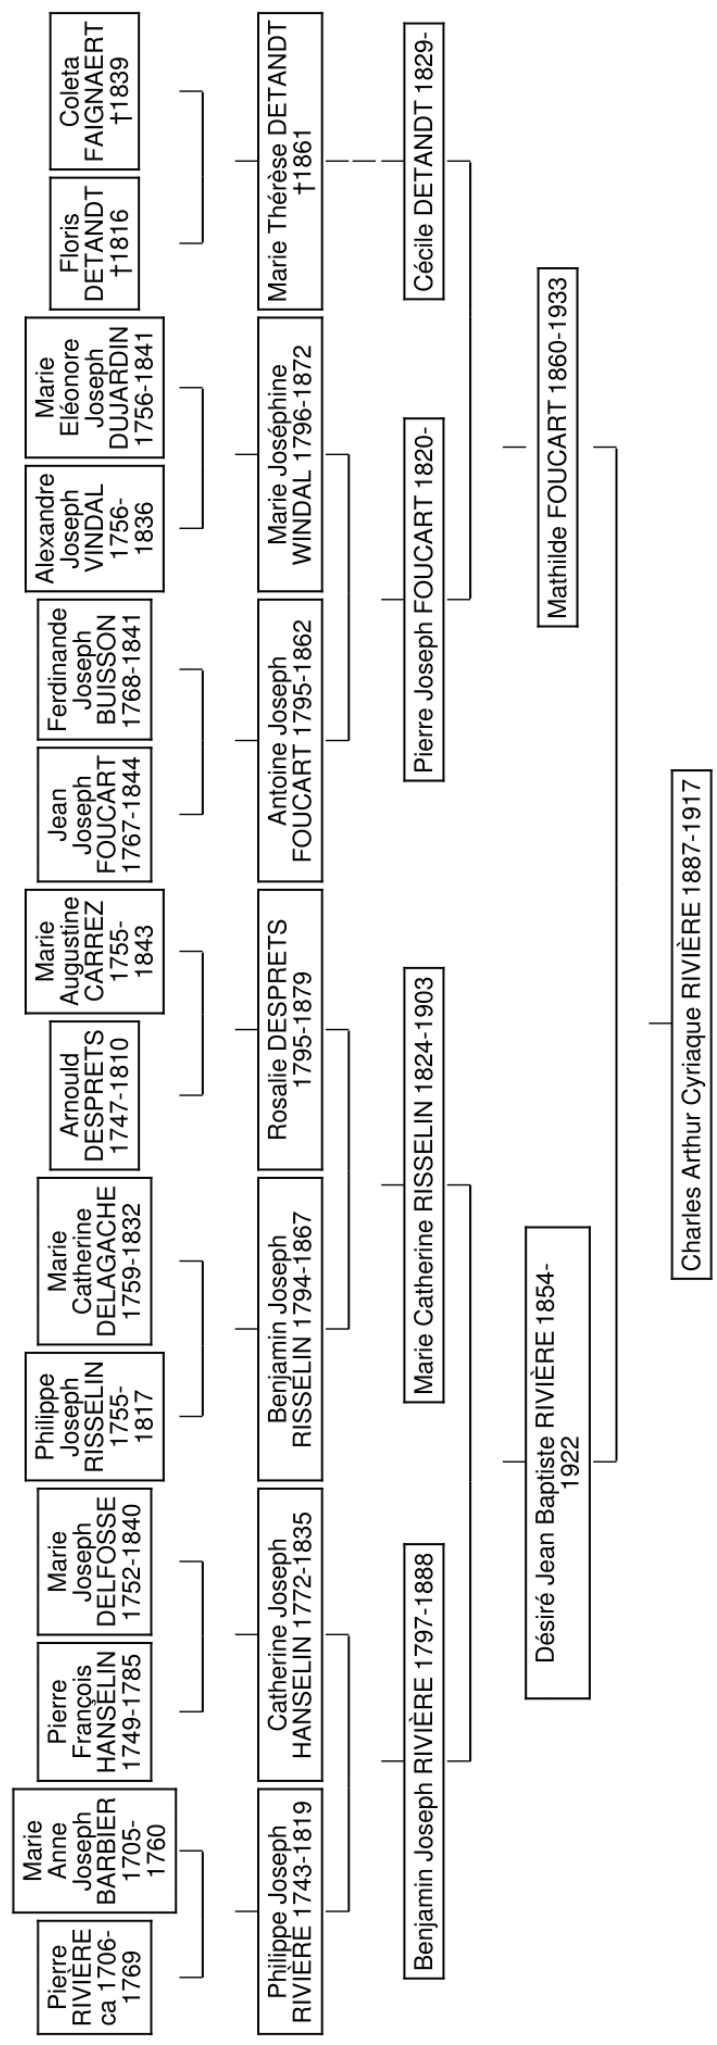 Pierre
RIVIÈRE
ca 1706-
1769
Marie
Anne
Joseph
BARBIER
1705-
1760
Pierre
François
HANSELIN
1749-1785
Marie
Joseph
DELFOSSE
1752-1840
Philippe
Joseph
RISSELIN
1755-
1817
Marie
Catherine
DELAGACHE
1759-1832
Arnould
DESPRETS
1747-1810
Marie
Augustine
CARREZ
1755-
1843
Jean
Joseph
FOUCART
1767-1844
Ferdinande
Joseph
BUISSON
1768-1841
Alexandre
Joseph
VINDAL
1756-
1836
Marie
Eléonore
Joseph
DUJARDIN
1756-1841
Floris
DETANDT
†1816
Coleta
FAIGNAERT
†1839
Philippe Joseph
RIVIÈRE 1743-1819
Catherine Joseph
HANSELIN 1772-1835
Benjamin Joseph
RISSELIN 1794-1867
Rosalie DESPRETS
1795-1879
Antoine Joseph
FOUCART 1795-1862
Marie Joséphine
WINDAL 1796-1872
Marie Thérèse DETANDT
†1861
Benjamin Joseph RIVIÈRE 1797-1888
Marie Catherine RISSELIN 1824-1903
Pierre Joseph FOUCART 1820-
Cécile DETANDT 1829-
Désiré Jean Baptiste RIVIÈRE 1854-
1922
Mathilde FOUCART 1860-1933
Charles Arthur Cyriaque RIVIÈRE 1887-1917